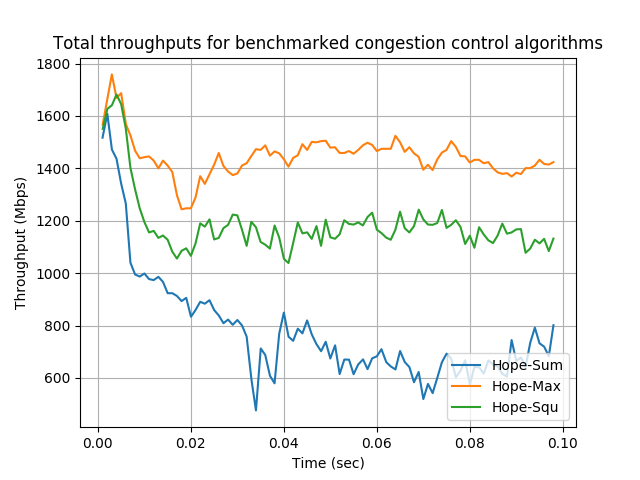 Total throughputs for benchmarked congestion control algorithms
1800
1600
1400
1200
1000
800
600
Throughput (Mbps)
0.00 0.02 0.04 0.06 0.08 0.10
Time (sec)
Hope-Sum
Hope-Max
Hope-Squ